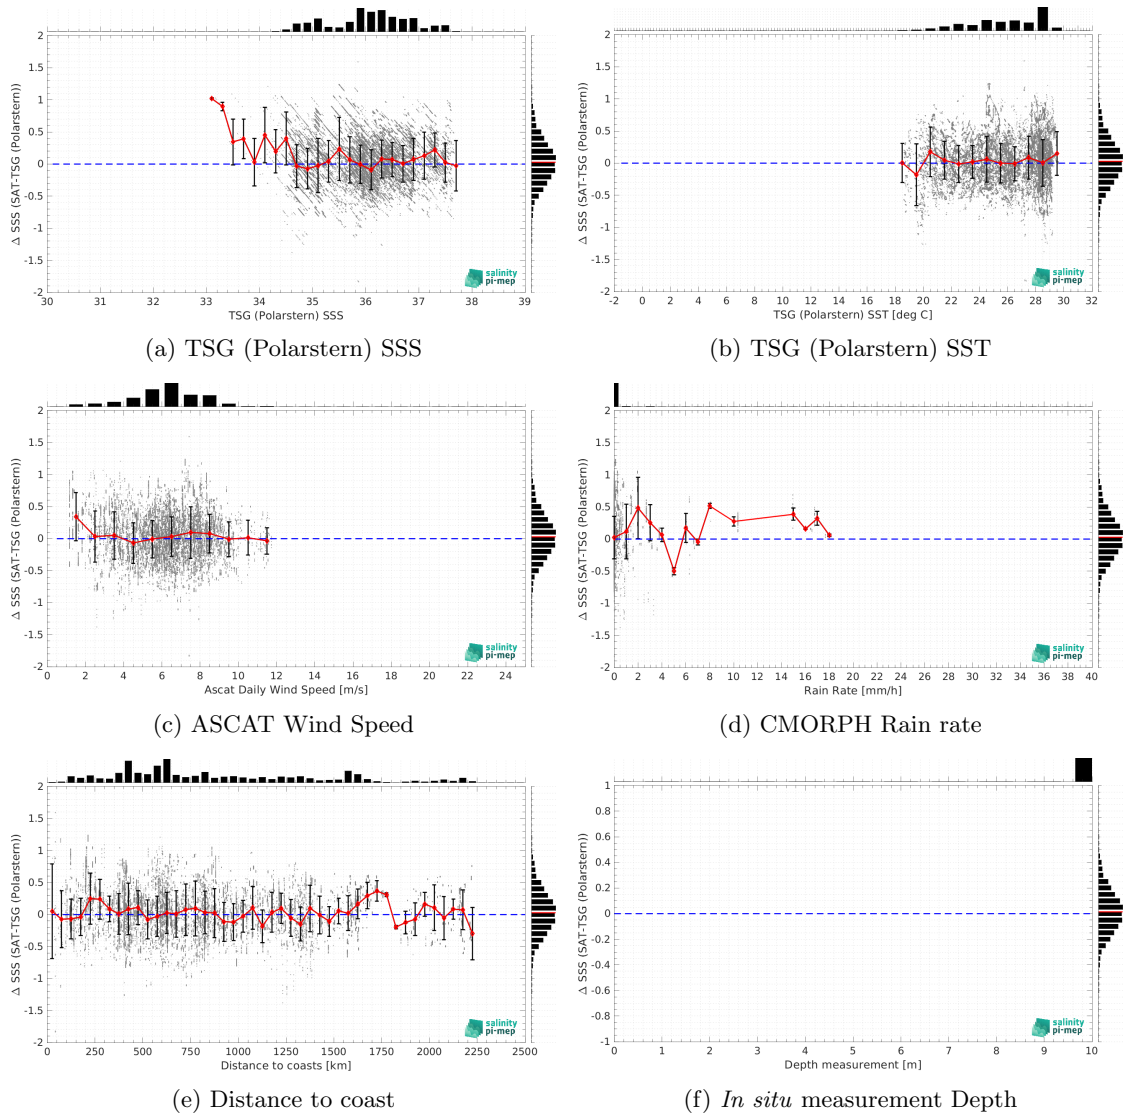 2
1.5
1
0.5
0
-0.5
-1
-1.5
-2
Δ SSS (SAT-TSG (Polarstern))
30 31 32 33 34 35 36 37 38 39
TSG (Polarstern) SSS
salinity
pi-mep
(a) TSG (Polarstern) SSS
2
1.5
1
0.5
0
-0.5
-1
-1.5
2
Δ SSS (SAT-TSG (Polarstern))
-2 0 2 4 6 8 10 12 14 16 18 20 22 24 26 28 30 32
TSG (Polarstern) SST [deg C]
salinity
pi-mep
(b) TSG (Polarstern) SST
2
1.5
1
0.5
0
-0.5
-1
-1.5
-2
Δ SSS (SAT-TSG (Polarstern))
0 2 4 6 8 10 12 14 16 18 20 22 24
Ascat Daily Wind Speed [m/s]
salinity
pi-mep
(c) ASCAT Wind Speed
2
1.5
1
0.5
0
-0.5
-1
-1.5
-2
Δ SSS (SAT-TSG (Polarstern))
0 2 4 6 8 10 12 14 16 18 20 22 24 26 28 30 32 34 36 38 40
Rain Rate [mm/h]
salinity
pi-mep
(d) CMORPH Rain rate
2
1.5
1
0.5
0
-0.5
-1
-1.5
-2
Δ SSS (SAT-TSG (Polarstern))
0 250 500 750 1000 1250 1500 1750 2000 2250 2500
Distance to coasts [km]
salinity
pi-mep
(e) Distance to coast
1
0.8
0.6
0.4
0.2
0
-0.2
-0.4
-0.6
-0.8
-1
Δ SSS (SAT-TSG (Polarstern))
0 1 2 3 4 5 6 7 8 9 10
Depth measurement [m]
salinity
pi-mep
(f) In situ measurement Depth